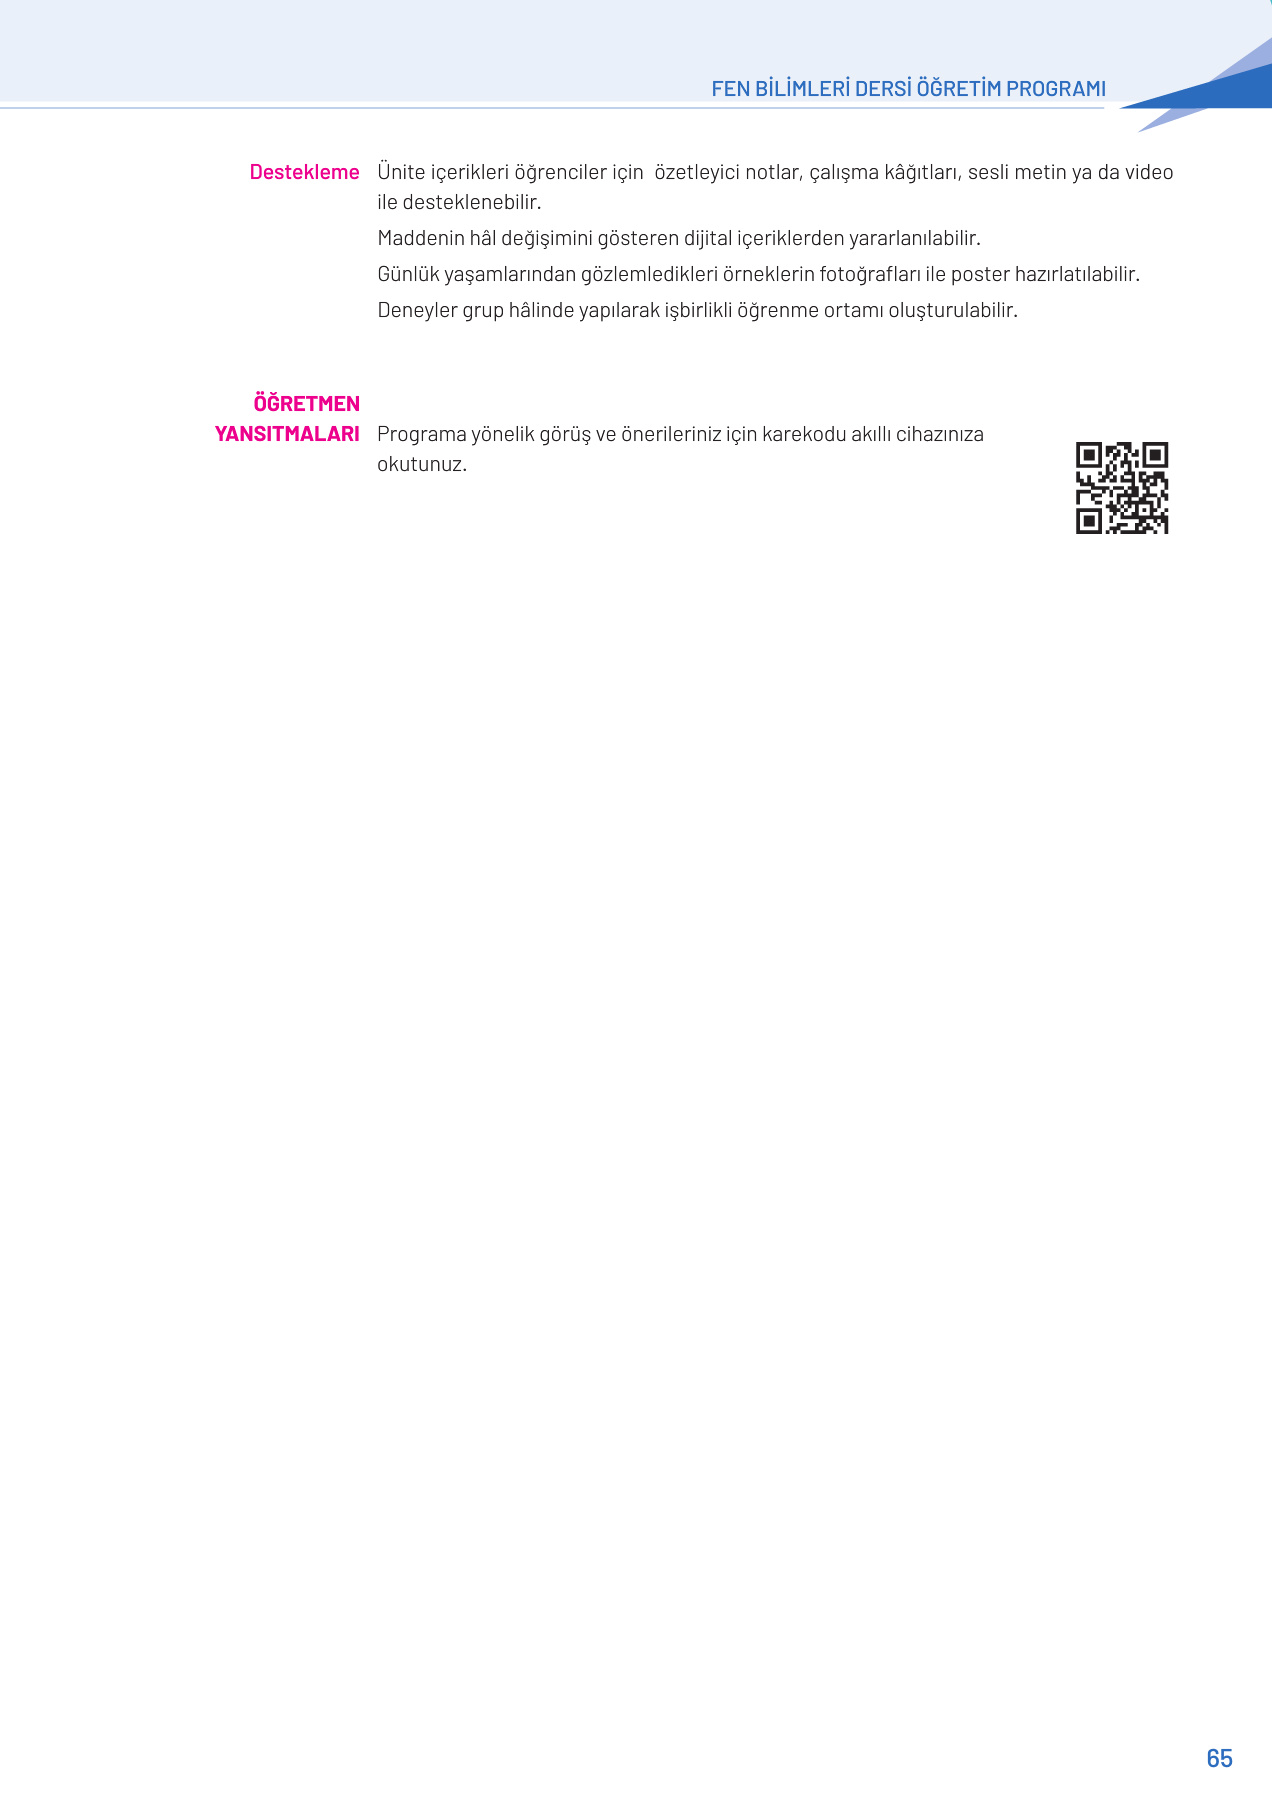 FEN BİLİMLERİ DERSİ ÖĞRETİM PROGRAMI
Destekleme Ünite içerikleri öğrenciler için özetleyici notlar, çalışma kâğıtları, sesli metin ya da video
ile desteklenebilir.
Maddenin hâl değişimini gösteren dijital içeriklerden yararlanılabilir.
Günlük yaşamlarından gözlemledikleri örneklerin fotoğrafları ile poster hazırlatılabilir.
Deneyler grup hâlinde yapılarak işbirlikli öğrenme ortamı oluşturulabilir.
ÖĞRETMEN
YANSITMALARI Programa yönelik görüş ve önerileriniz için karekodu akıllı cihazınıza
okutunuz.
65